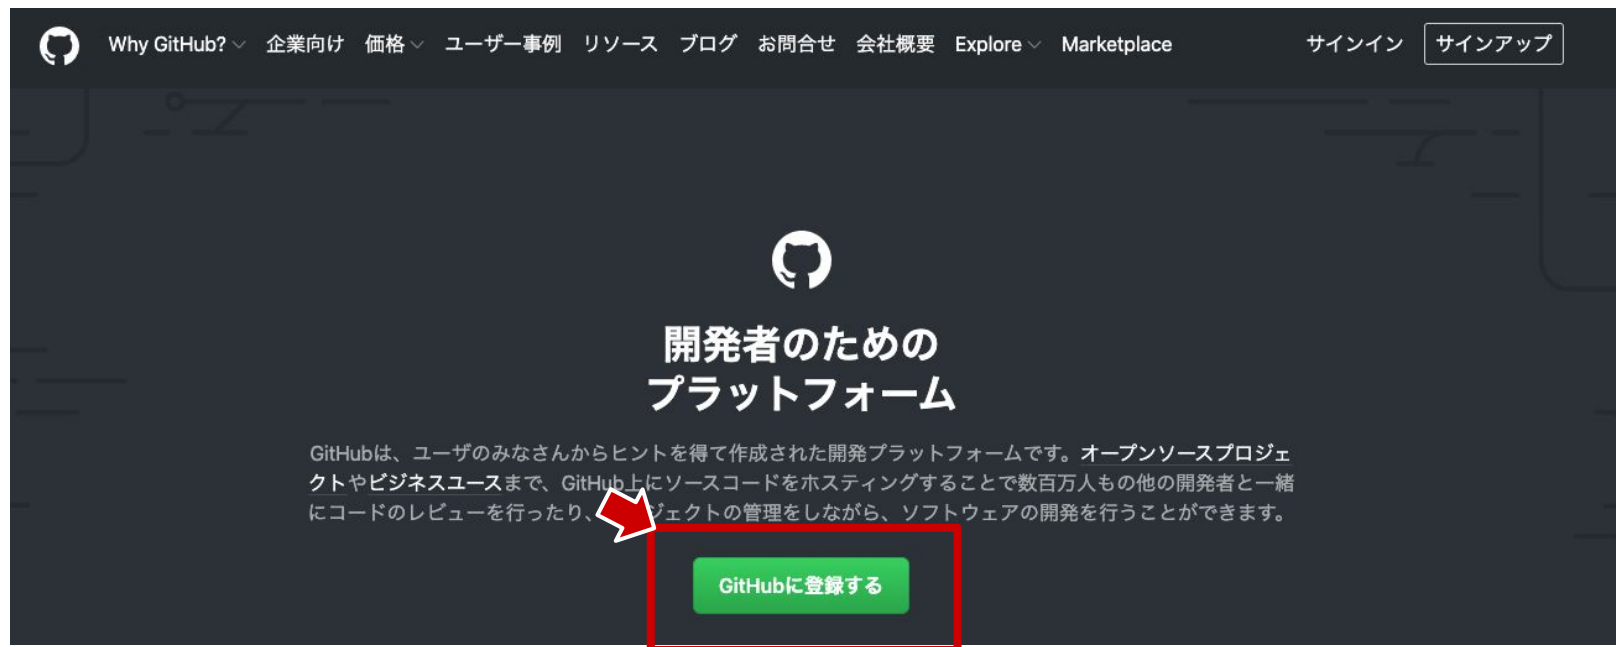 Why GitHub? 企業向け 価格 ユーザー事例 リソース ブログ お問合せ 会社概要 Explore Marketplace サインイン サインアップ
開発者のための
プラットフォーム
GitHubは、ユーザのみなさんからヒントを得て作成された開発プラットフォームです。オープンソースプロジェ
クトやビジネスユースまで、GitHub上にソースコードをホスティングすることで数百万人もの他の開発者と一緒
にコードのレビューを行ったり、ジェクトの管理をしながら、ソフトウェアの開発を行うことができます。
GitHubに登録する